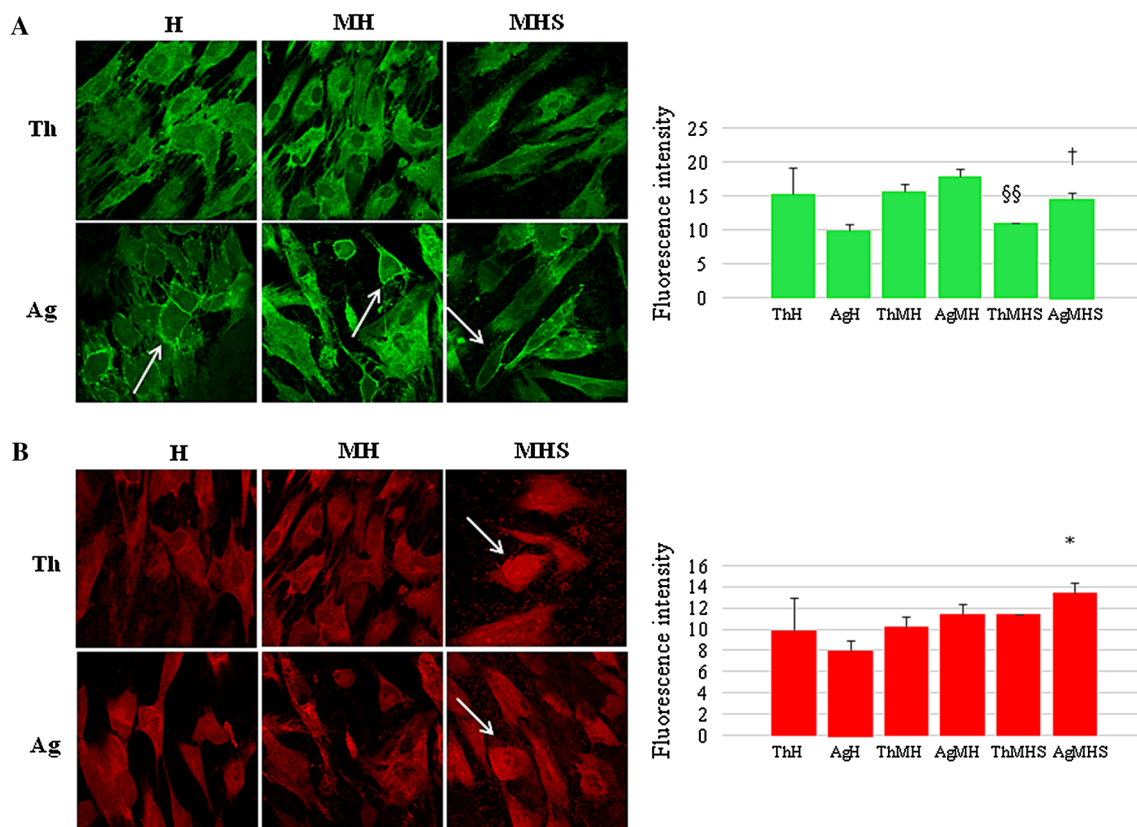 A
H MH MHS
Th
Ag
Fluorescence intensity
25
20
15
10
5
0
§§
†
ThH AgH ThMH AgMH ThMHS AgMHS
B
H MH MHS
Th
Ag
Fluorescence intensity
16
14
12
10
8
6
4
2
0
*
ThH AgH ThMH AgMH ThMHS AgMHS